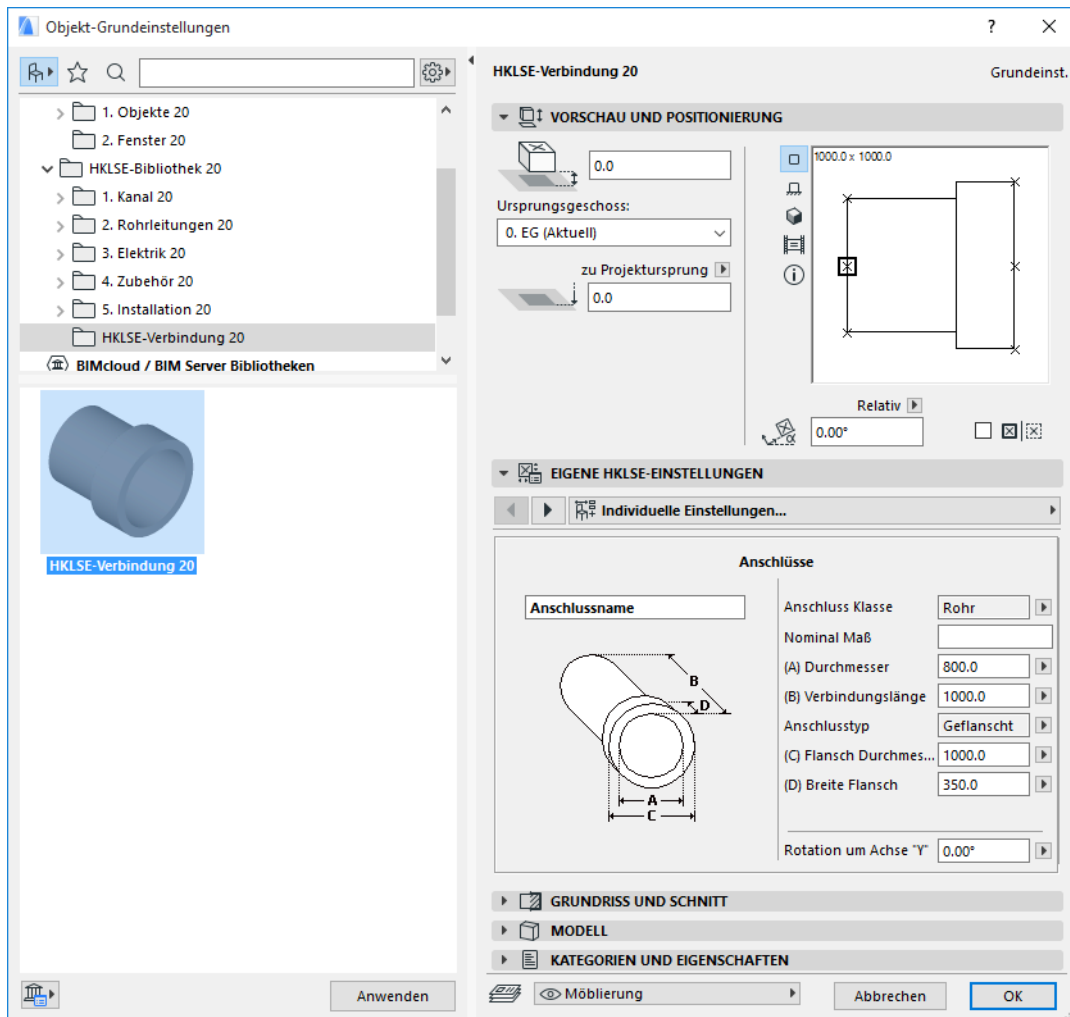 Objekt-Grundeinstellungen
?
1. Objekte 20
2. Fenster 20
HKLSE-Bibliothek 20
1. Kanal 20
2. Rohrleitungen 20
3. Elektrik 20
4. Zubehör 20
5. Installation 20
HKLSE-Verbindung 20
BIMcloud / BIM Server Bibliotheken
HKLSE-Verbindung 20
Anwenden
HKLSE-Verbindung 20
Grundeinst.
VORSCHAU UND POSITIONIERUNG
0.0
Ursprungsgeschoss:
0. EG (Aktuell)
zu Projektursprung
0.0
1000.0 x 1000.0
Relativ
α
0.00°
EIGENE HKLSE-EINSTELLUNGEN
Individuelle Einstellungen...
Anschlüsse
Anschlussname
B
D
A
C
Anschluss Klasse Rohr
Nominal Maß
(A) Durchmesser 800.0
(B) Verbindungslänge 1000.0
Anschlusstyp Geflanscht
(C) Flansch Durchmes... 1000.0
(D) Breite Flansch 350.0
Rotation um Achse "Y" 0.00°
GRUNDRISS UND SCHNITT
MODELL
KATEGORIEN UND EIGENSCHAFTEN
Möblierung
Abbrechen
OK